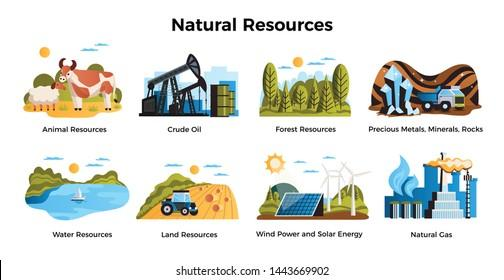 Natural Resources
Animal Resources
Crude Oil
Forest Resources
Precious Metals, Minerals, Rocks
Water Resources
Land Resources
Wind Power and Solar Energy
Natural Gas
shutterstock.com · 1443669902